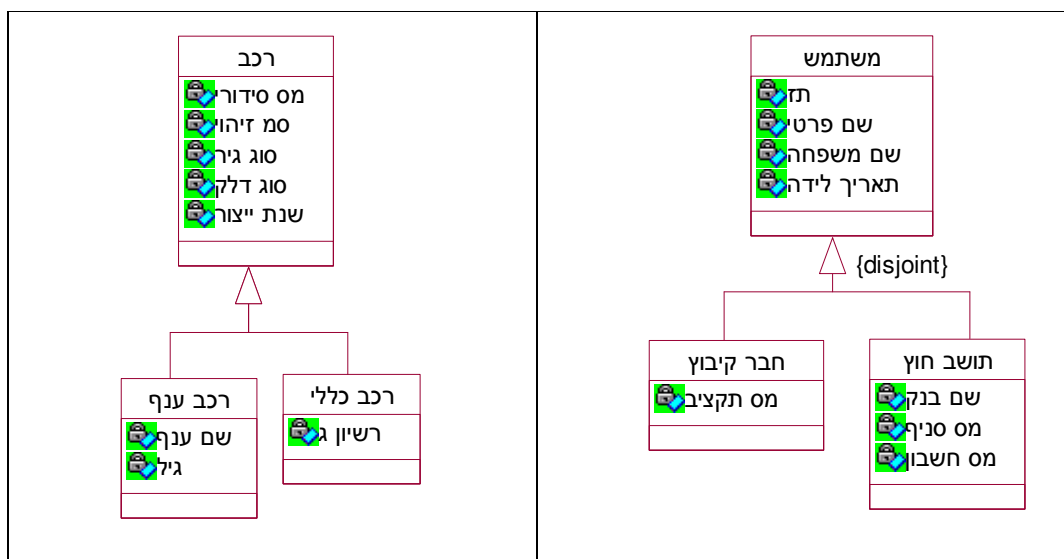 רכב
מס סידורי
סמ זיהוי
סוג גיר
סוג דלק
שנת ייצור
רכב ענף
שם ענף
גיל
רכב כללי
רשיון ג
משתמש
תז
שם פרטי
שם משפחה
תאריך לידה
{disjoint}
חבר קיבוץ
מס תקציב
תושב חוץ
שם בנק
מס סניף
מס חשבון